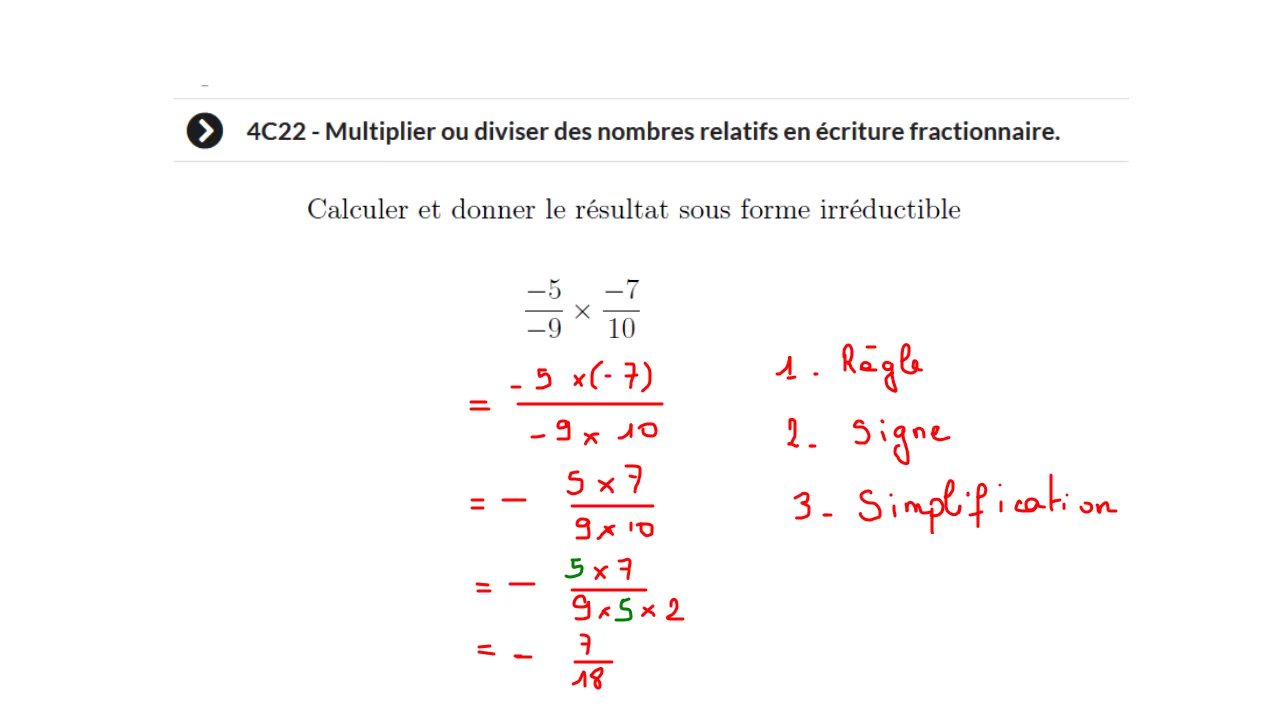 4C22 - Multiplier ou diviser des nombres relatifs en écriture fractionnaire.
Calculer et donner le résultat sous forme irréductible
−5/−9 × −7/10
= -5 ×(-7) / -9 × 10
= - 5 × 7 / 9 × 10
= - 5 × 7 / 9 × 5 × 2
= - 7/18
1. Règle
2- Signe
3- Simplification